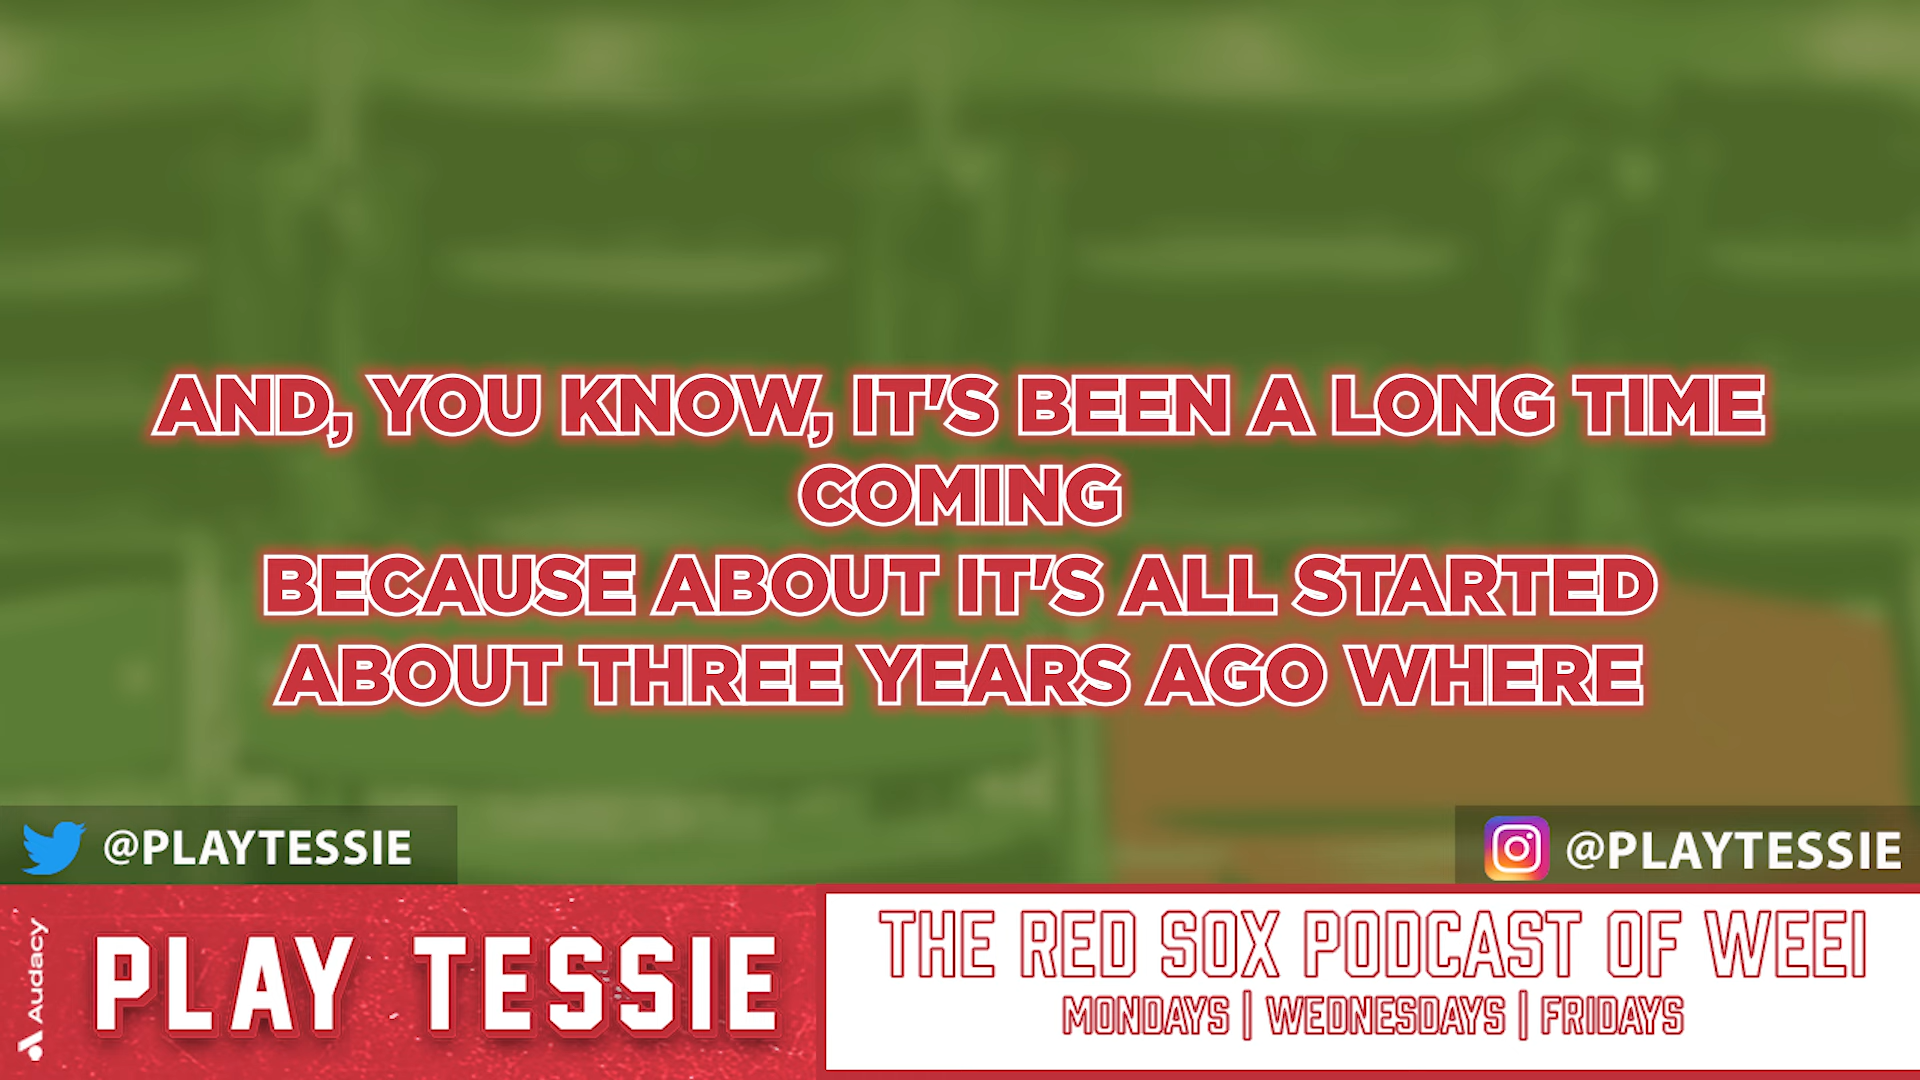 AND, YOU KNOW, IT'S BEEN A LONG TIME
COMING
BECAUSE ABOUT IT'S ALL STARTED
ABOUT THREE YEARS AGO WHERE
@PLAYTESSIE
@PLAYTESSIE
Audacy
PLAY TESSIE
THE RED SOX PODCAST OF WEEI
MONDAYS | WEDNESDAYS | FRIDAYS